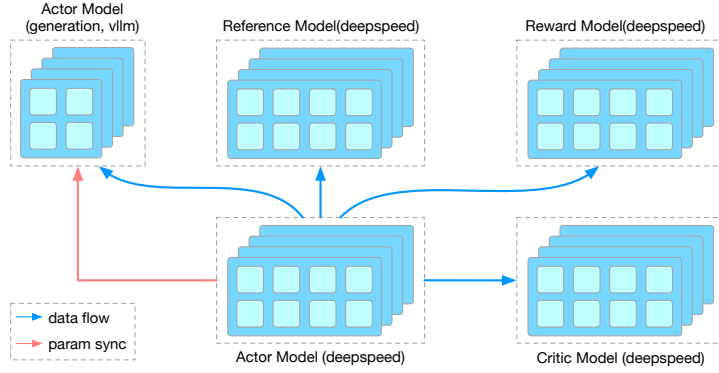 Actor Model
(generation, vllm)
Reference Model(deepspeed)
Reward Model(deepspeed)
data flow
param sync
Actor Model (deepspeed)
Critic Model (deepspeed)